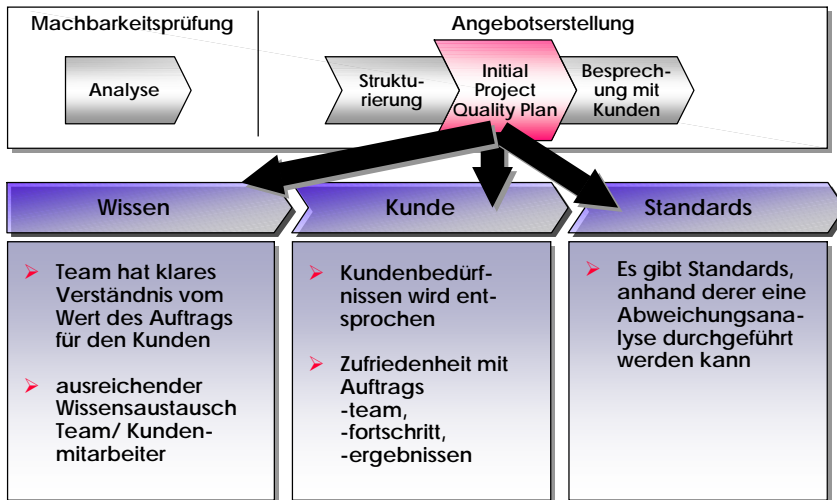 Machbarkeitsprüfung
Angebotserstellung
Analyse
Struktu-
rierung
Initial
Project
Quality Plan
Besprech-
ung mit
Kunden
Wissen
Kunde
Standards
Team hat klares
Verständnis vom
Wert des Auftrags
für den Kunden
ausreichender
Wissensaustausch
Team/ Kunden-
mitarbeiter
Kundenbedürf-
nissen wird ent-
sprochen
Zufriedenheit mit
Auftrags
-team,
-fortschritt,
-ergebnissen
Es gibt Standards,
anhand derer eine
Abweichungsana-
lyse durchgeführt
werden kann